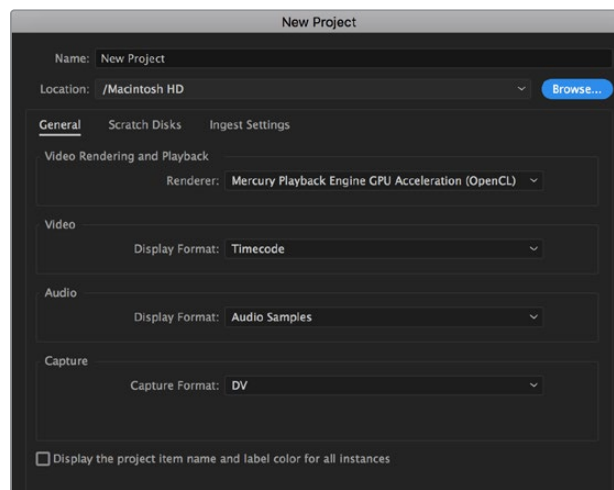 New Project
Name: New Project
Location: /Macintosh HD Browse...
General Scratch Disks Ingest Settings
Video Rendering and Playback
Renderer: Mercury Playback Engine GPU Acceleration (OpenCL)
Video
Display Format: Timecode
Audio
Display Format: Audio Samples
Capture
Capture Format: DV
Display the project item name and label color for all instances